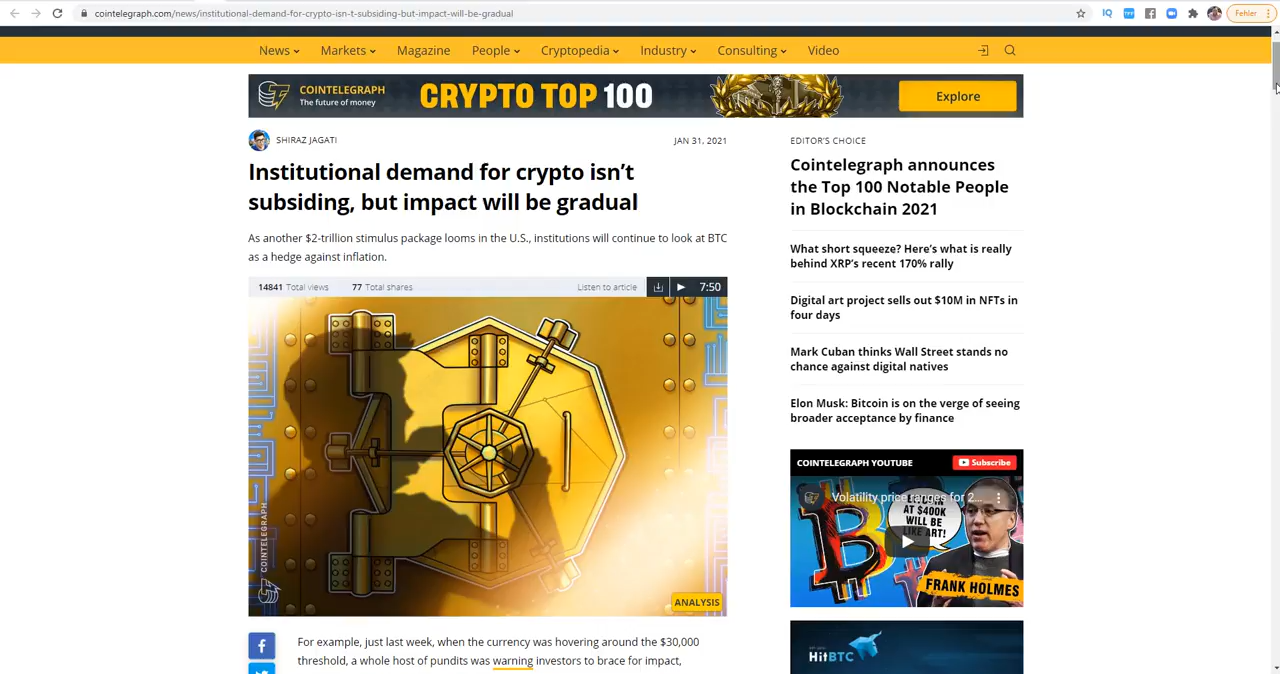 cointelegraph.com/news/institutional-demand-for-crypto-isn-t-subsiding-but-impact-will-be-gradual
IQ
Fehler
News Markets Magazine People Cryptopedia Industry Consulting Video
COINTELEGRAPH
The future of money
CRYPTO TOP 100
Explore
SHIRAZ JAGATI
JAN 31, 2021
Institutional demand for crypto isn't
subsiding, but impact will be gradual
As another $2-trillion stimulus package looms in the U.S., institutions will continue to look at BTC
as a hedge against inflation.
14841 Total views 77 Total shares Listen to article 7:50
COINTELEGRAPH
ANALYSIS
For example, just last week, when the currency was hovering around the $30,000
threshold, a whole host of pundits was warning investors to brace for impact,
EDITOR'S CHOICE
Cointelegraph announces
the Top 100 Notable People
in Blockchain 2021
What short squeeze? Here's what is really
behind XRP's recent 170% rally
Digital art project sells out $10M in NFTs in
four days
Mark Cuban thinks Wall Street stands no
chance against digital natives
Elon Musk: Bitcoin is on the verge of seeing
broader acceptance by finance
COINTELEGRAPH YOUTUBE
Subscribe
Volatility price ranges for 2...
AT $400K
WILL BE
LIKE ART!
FRANK HOLMES
HitBTC